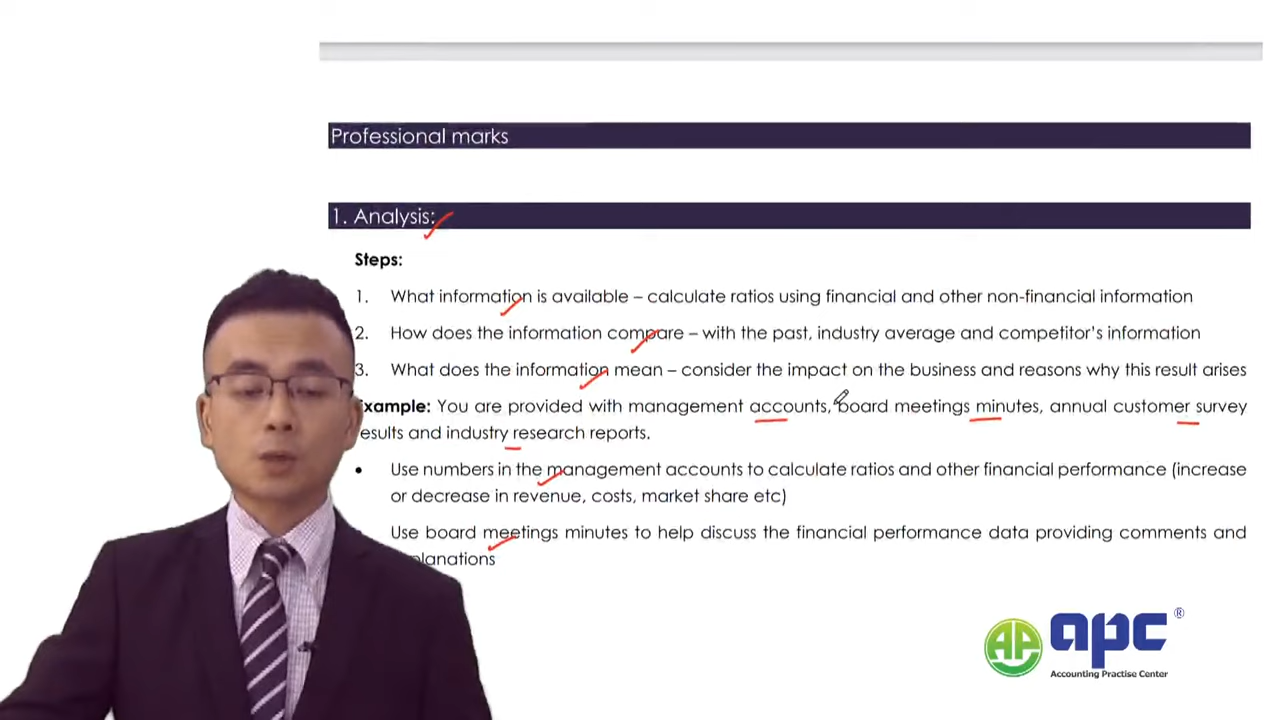 Professional marks
1. Analysis:
Steps:
1. What information is available – calculate ratios using financial and other non-financial information
2. How does the information compare – with the past, industry average and competitor's information
3. What does the information mean – consider the impact on the business and reasons why this result arises
xample: You are provided with management accounts, board meetings minutes, annual customer survey
esults and industry research reports.
• Use numbers in the management accounts to calculate ratios and other financial performance (increase
or decrease in revenue, costs, market share etc)
Use board meetings minutes to help discuss the financial performance data providing comments and
planations
AP apc ®
Accounting Practise Center